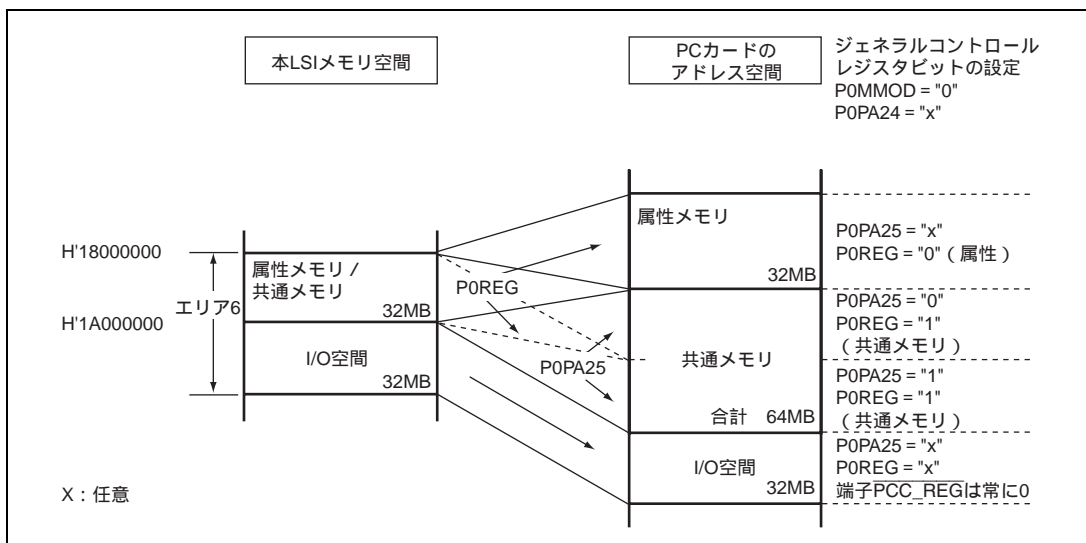 本LSIメモリ空間
PCカードの
アドレス空間
ジェネラルコントロール
レジスタビットの設定
P0MMOD = "0"
P0PA24 = "x"
H'18000000
エリア6
H'1A000000
属性メモリ /
共通メモリ
32MB
I/O空間
32MB
P0REG
P0PA25
属性メモリ
32MB
共通メモリ
合計 64MB
I/O空間
32MB
P0PA25 = "x"
P0REG = "0"（属性）
P0PA25 = "0"
P0REG = "1"
（共通メモリ）
P0PA25 = "1"
P0REG = "1"
（共通メモリ）
P0PA25 = "x"
P0REG = "x"
端子PCC_REGは常に0
X：任意